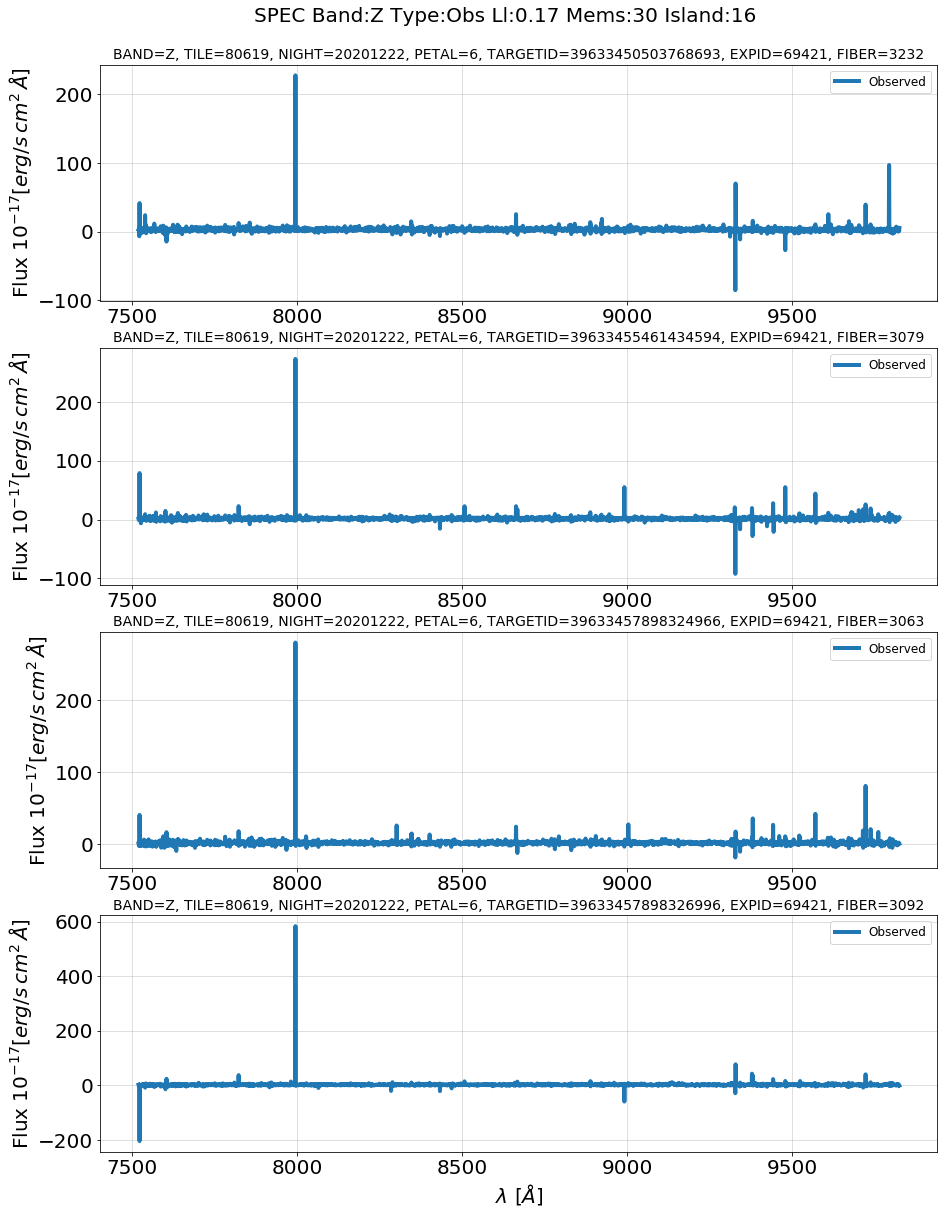 SPEC Band:Z Type:Obs Ll:0.17 Mems:30 Island:16
BAND=Z, TILE=80619, NIGHT=20201222, PETAL=6, TARGETID=39633450503768693, EXPID=69421, FIBER=3232
Flux 10^{-17}[erg/s cm^2 Å]
200
100
0
−100
Observed
7500 8000 8500 9000 9500
BAND=Z, TILE=80619, NIGHT=20201222, PETAL=6, TARGETID=39633455461434594, EXPID=69421, FIBER=3079
Flux 10^{-17}[erg/s cm^2 Å]
200
100
0
−100
Observed
7500 8000 8500 9000 9500
BAND=Z, TILE=80619, NIGHT=20201222, PETAL=6, TARGETID=39633457898324966, EXPID=69421, FIBER=3063
Flux 10^{-17}[erg/s cm^2 Å]
200
100
0
Observed
7500 8000 8500 9000 9500
BAND=Z, TILE=80619, NIGHT=20201222, PETAL=6, TARGETID=39633457898326996, EXPID=69421, FIBER=3092
Flux 10^{-17}[erg/s cm^2 Å]
600
400
200
0
−200
Observed
7500 8000 8500 9000 9500
λ [Å]